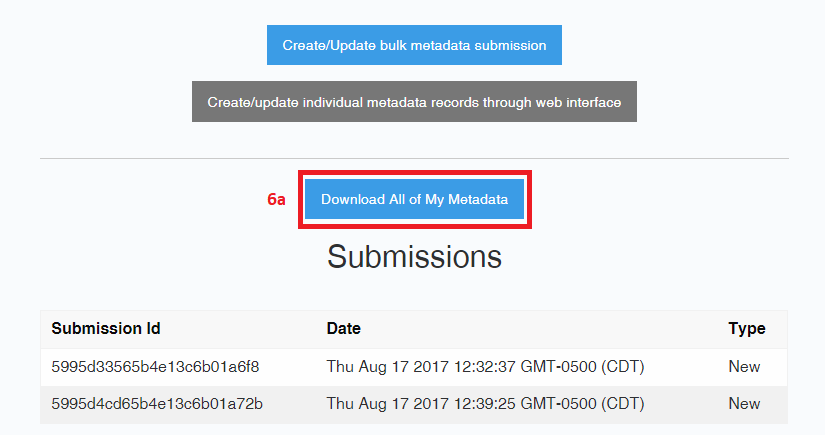 Create/Update bulk metadata submission
Create/update individual metadata records through web interface
6a Download All of My Metadata
Submissions
Submission Id Date Type
5995d33565b4e13c6b01a6f8 Thu Aug 17 2017 12:32:37 GMT-0500 (CDT) New
5995d4cd65b4e13c6b01a72b Thu Aug 17 2017 12:39:25 GMT-0500 (CDT) New